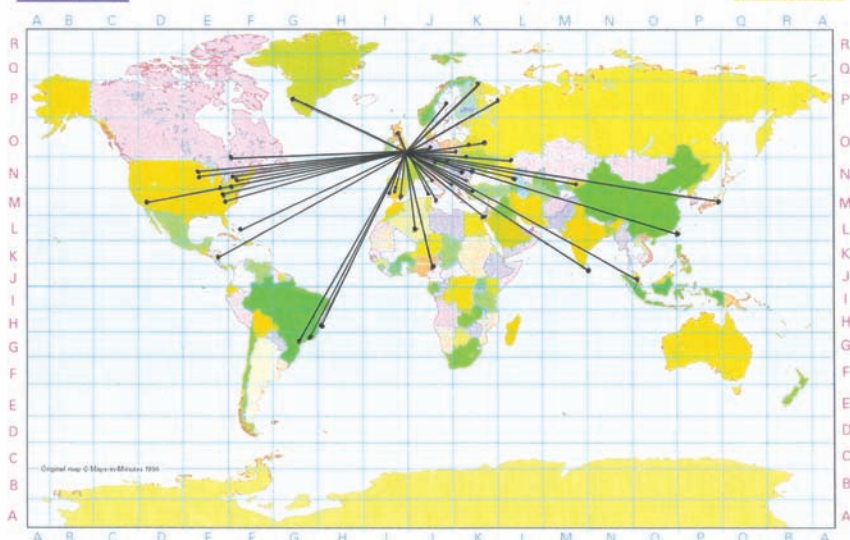 A B C D E F G H I J K L M N O P Q R A
R R
Q Q
P P
O O
N N
M M
L L
K K
J J
I I
H H
G G
F F
E E
D D
C C
Original map © Maps-in-Minutes 1996
B B
A A
A B C D E F G H I J K L M N O P Q R A